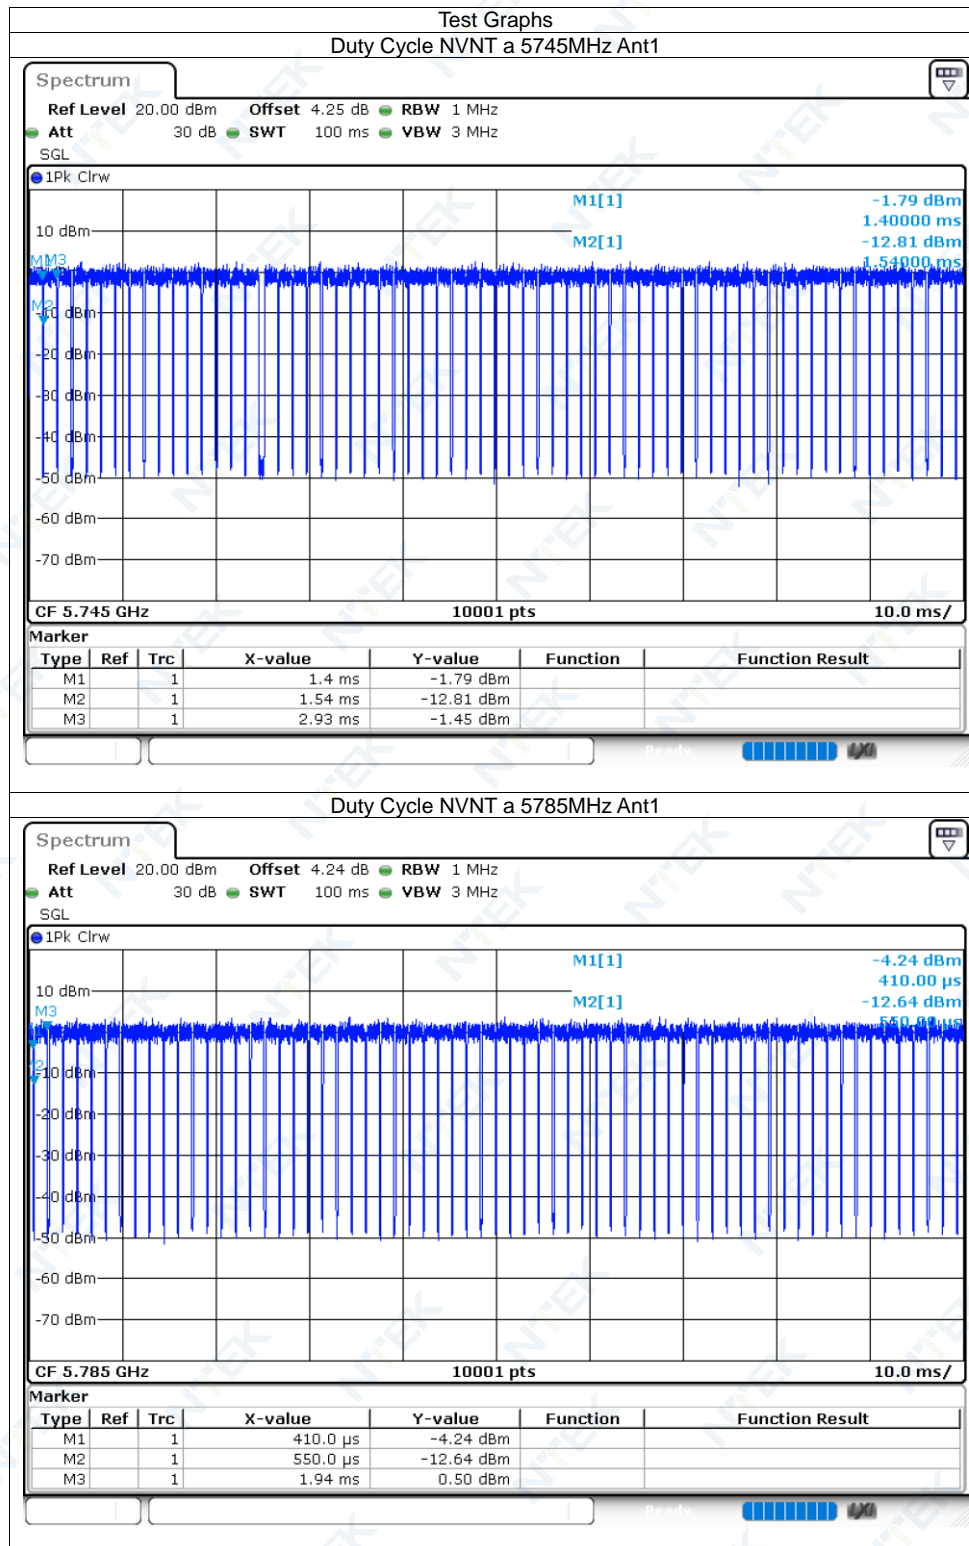 Test Graphs
Duty Cycle NVNT a 5745MHz Ant1
Spectrum
Ref Level 20.00 dBm Offset 4.25 dB RBW 1 MHz
Att 30 dB SWT 100 ms VBW 3 MHz
SGL
1Pk Clrw
M1[1] -1.79 dBm
1.40000 ms
10 dBm
M2[1] -12.81 dBm
1.54000 ms
M1 M3
M2
-10 dBm
-20 dBm
-30 dBm
-40 dBm
-50 dBm
-60 dBm
-70 dBm
CF 5.745 GHz 10001 pts 10.0 ms/
Marker
Type Ref Trc X-value Y-value Function Function Result
M1 1 1.4 ms -1.79 dBm
M2 1 1.54 ms -12.81 dBm
M3 1 2.93 ms -1.45 dBm
Ready LXI
Duty Cycle NVNT a 5785MHz Ant1
Spectrum
Ref Level 20.00 dBm Offset 4.24 dB RBW 1 MHz
Att 30 dB SWT 100 ms VBW 3 MHz
SGL
1Pk Clrw
M1[1] -4.24 dBm
410.00 µs
10 dBm
M2[1] -12.64 dBm
M3
550.00 µs
-10 dBm
-20 dBm
-30 dBm
-40 dBm
-50 dBm
-60 dBm
-70 dBm
CF 5.785 GHz 10001 pts 10.0 ms/
Marker
Type Ref Trc X-value Y-value Function Function Result
M1 1 410.0 µs -4.24 dBm
M2 1 550.0 µs -12.64 dBm
M3 1 1.94 ms 0.50 dBm
Ready LXI
NTEK